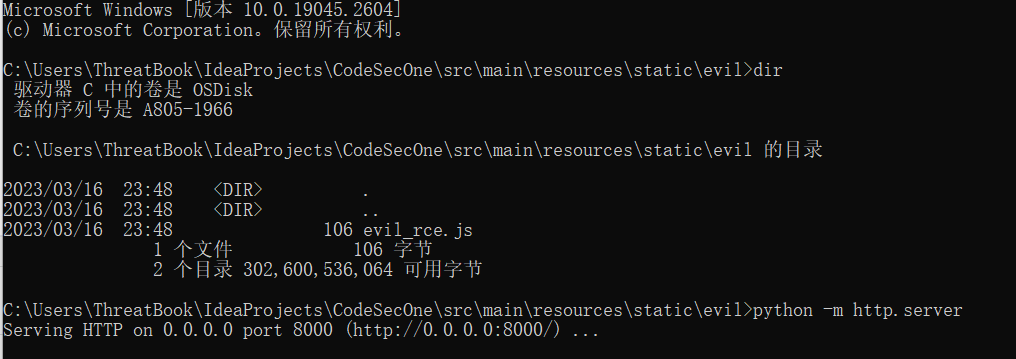 Microsoft Windows [版本 10.0.19045.2604]
(c) Microsoft Corporation。保留所有权利。
C:\Users\ThreatBook\IdeaProjects\CodeSecOne\src\main\resources\static\evil>dir
驱动器 C 中的卷是 OSDisk
卷的序列号是 A805-1966
C:\Users\ThreatBook\IdeaProjects\CodeSecOne\src\main\resources\static\evil 的目录
2023/03/16  23:48    <DIR>          .
2023/03/16  23:48    <DIR>          ..
2023/03/16  23:48               106 evil_rce.js
1 个文件            106 字节
2 个目录 302,600,536,064 可用字节
C:\Users\ThreatBook\IdeaProjects\CodeSecOne\src\main\resources\static\evil>python -m http.server
Serving HTTP on 0.0.0.0 port 8000 (http://0.0.0.0:8000/) ...